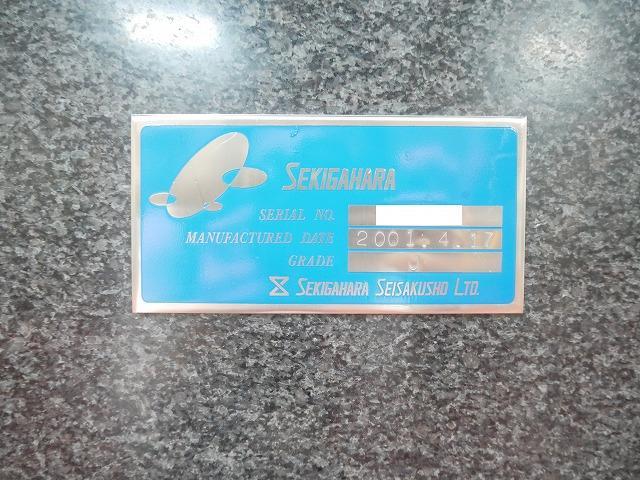 SEKIGAHARA
SERIAL NO.
MANUFACTURED DATE 2001.4.17
GRADE
SEKIGAHARA SEISAKUSHO LTD.